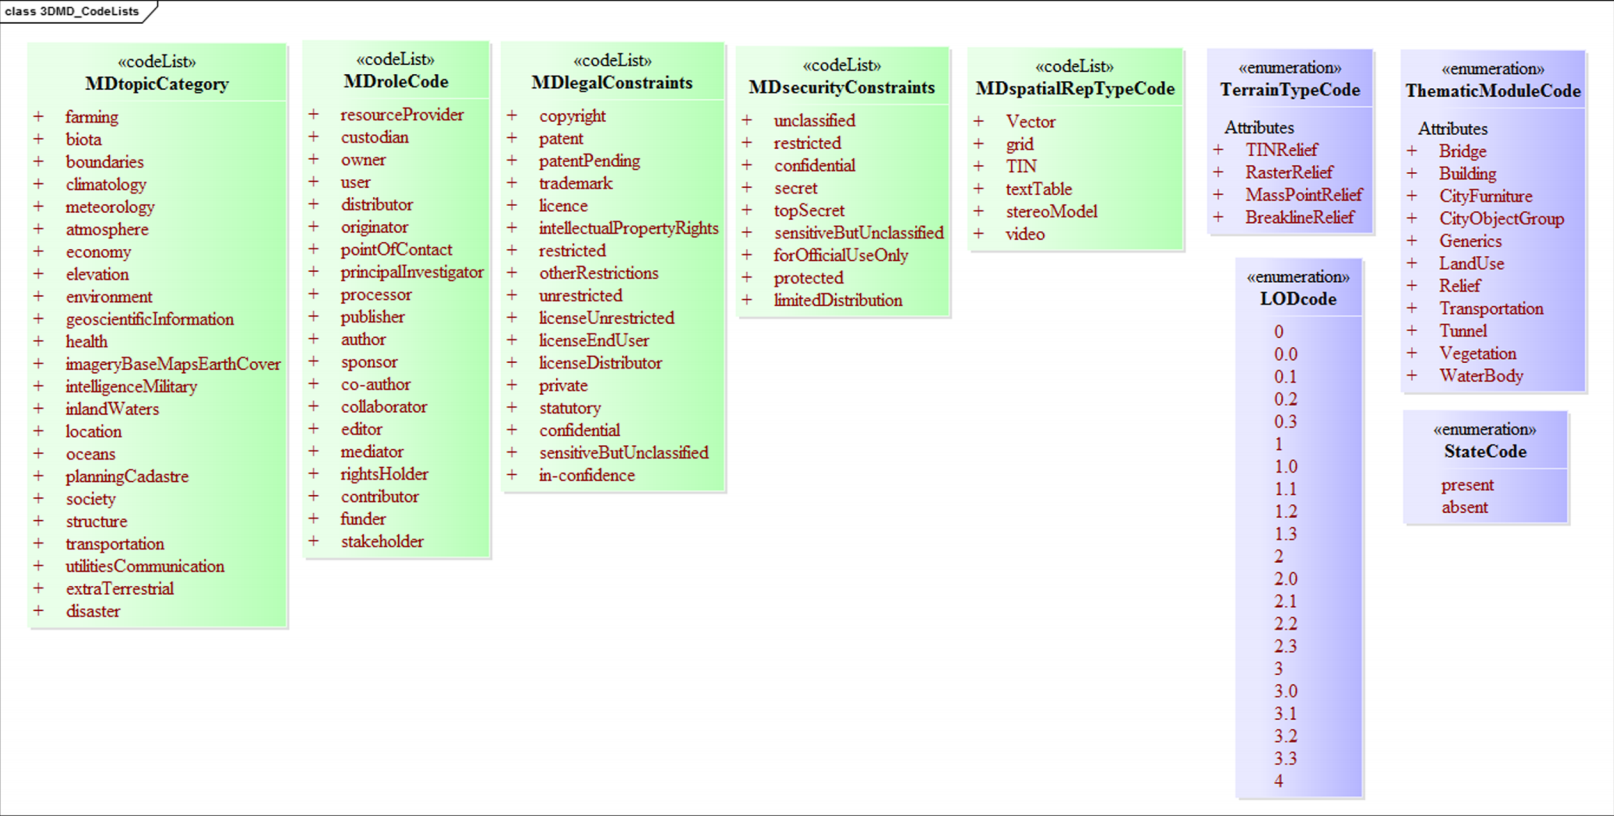 class 3DMD_CodeLists
«codeList»
MDtopicCategory
+ farming
+ biota
+ boundaries
+ climatology
+ meteorology
+ atmosphere
+ economy
+ elevation
+ environment
+ geoscientificInformation
+ health
+ imageryBaseMapsEarthCover
+ intelligenceMilitary
+ inlandWaters
+ location
+ oceans
+ planningCadastre
+ society
+ structure
+ transportation
+ utilitiesCommunication
+ extraTerrestrial
+ disaster
«codeList»
MDroleCode
+ resourceProvider
+ custodian
+ owner
+ user
+ distributor
+ originator
+ pointOfContact
+ principalInvestigator
+ processor
+ publisher
+ author
+ sponsor
+ co-author
+ collaborator
+ editor
+ mediator
+ rightsHolder
+ contributor
+ funder
+ stakeholder
«codeList»
MDlegalConstraints
+ copyright
+ patent
+ patentPending
+ trademark
+ licence
+ intellectualPropertyRights
+ restricted
+ otherRestrictions
+ unrestricted
+ licenseUnrestricted
+ licenseEndUser
+ licenseDistributor
+ private
+ statutory
+ confidential
+ sensitiveButUnclassified
+ in-confidence
«codeList»
MDsecurityConstraints
+ unclassified
+ restricted
+ confidential
+ secret
+ topSecret
+ sensitiveButUnclassified
+ forOfficialUseOnly
+ protected
+ limitedDistribution
«codeList»
MDspatialRepTypeCode
+ Vector
+ grid
+ TIN
+ textTable
+ stereoModel
+ video
«enumeration»
TerrainTypeCode
Attributes
+ TINRelief
+ RasterRelief
+ MassPointRelief
+ BreaklineRelief
«enumeration»
LODcode
0
0.0
0.1
0.2
0.3
1
1.0
1.1
1.2
1.3
2
2.0
2.1
2.2
2.3
3
3.0
3.1
3.2
3.3
4
«enumeration»
ThematicModuleCode
Attributes
+ Bridge
+ Building
+ CityFurniture
+ CityObjectGroup
+ Generics
+ LandUse
+ Relief
+ Transportation
+ Tunnel
+ Vegetation
+ WaterBody
«enumeration»
StateCode
present
absent